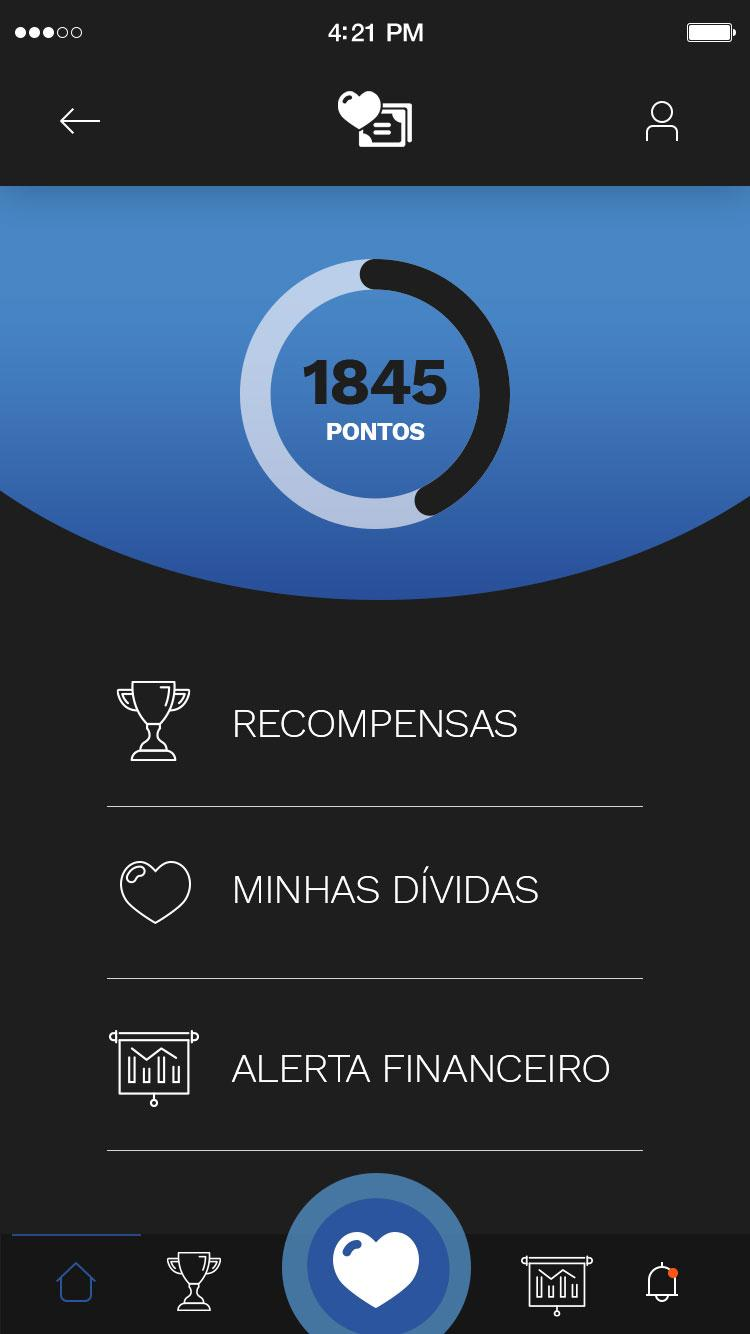 4:21 PM
1845
PONTOS
RECOMPENSAS
MINHAS DÍVIDAS
ALERTA FINANCEIRO